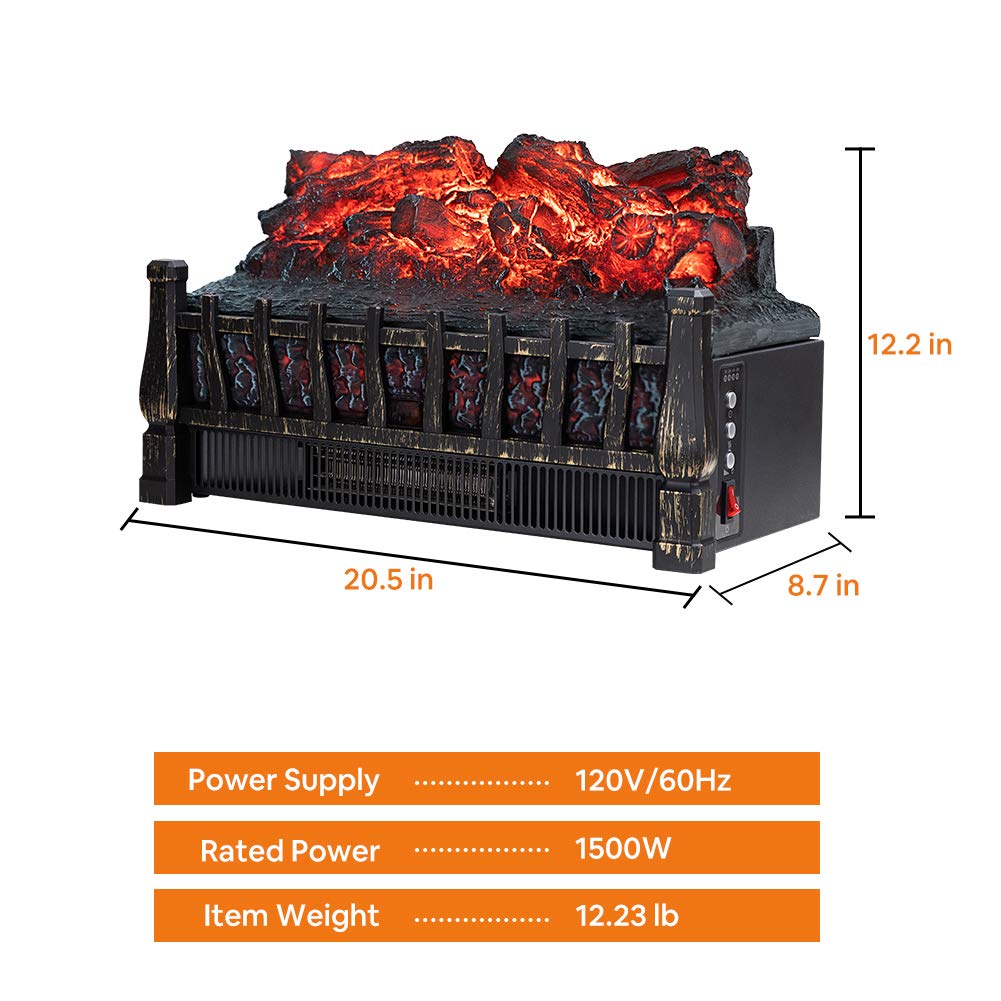 12.2 in
20.5 in
8.7 in
Power Supply ........................ 120V/60Hz
Rated Power ........................ 1500W
Item Weight ........................ 12.23 lb